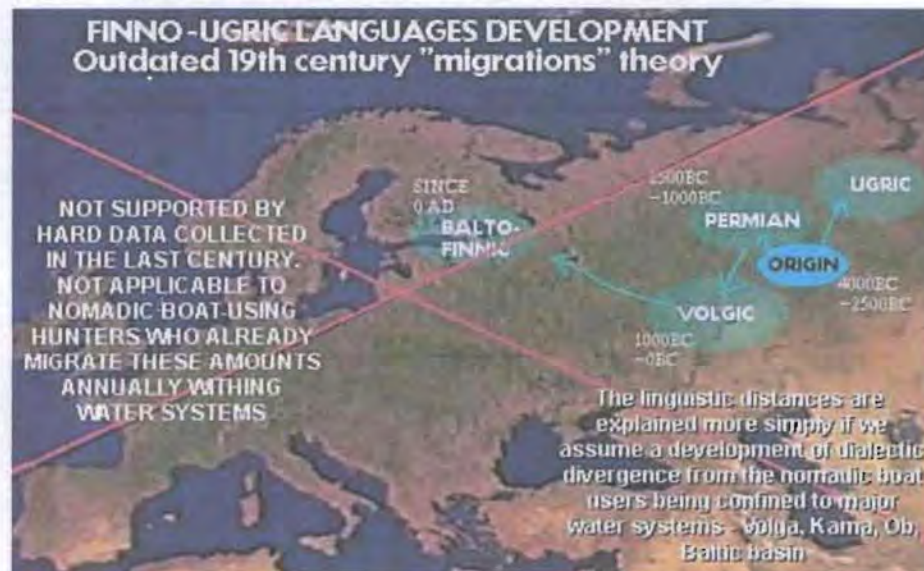 FINNO-UGRIC LANGUAGES DEVELOPMENT
Outdated 19th century "migrations" theory
SINCE
0 AD
BALTO-
FINNIC
1500BC
-1000BC
UGRIC
PERMIAN
ORIGIN
4000BC
-2500BC
VOLGIC
1000BC
-0BC
NOT SUPPORTED BY
HARD DATA COLLECTED
IN THE LAST CENTURY.
NOT APPLICABLE TO
NOMADIC BOAT-USING
HUNTERS WHO ALREADY
MIGRATE THESE AMOUNTS
ANNUALLY WITHING
WATER SYSTEMS
The linguistic distances are
explained more simply if we
assume a development of dialectic
divergence from the nomadic boat
users being confined to major
water systems - Volga, Kama, Ob,
Baltic basin